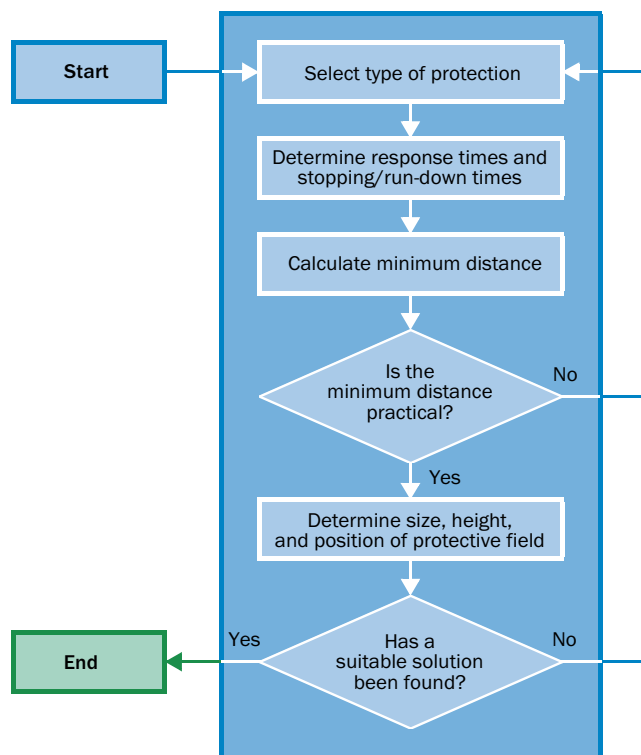 Start
Select type of protection
Determine response times and
stopping/run-down times
Calculate minimum distance
Is the
minimum distance
practical?
No
Yes
Determine size, height,
and position of protective field
Yes
Has a
suitable solution
been found?
No
End